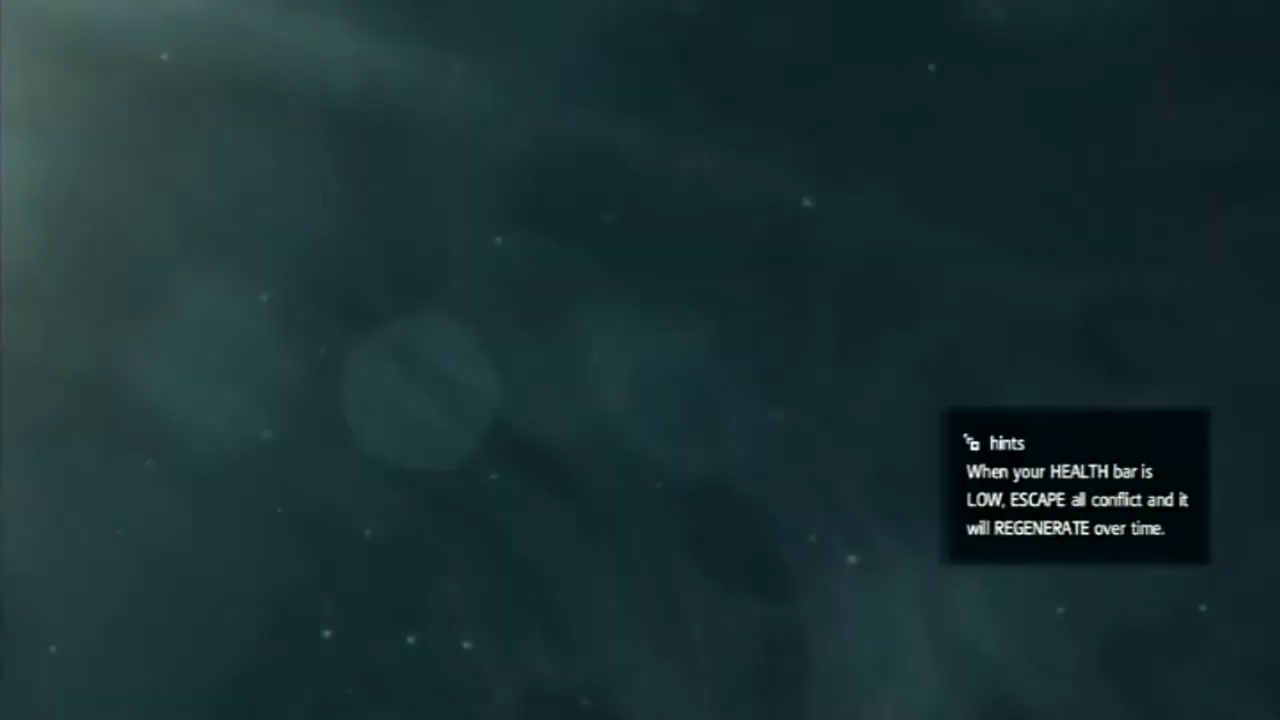 hints
When your HEALTH bar is
LOW, ESCAPE all conflict and it
will REGENERATE over time.